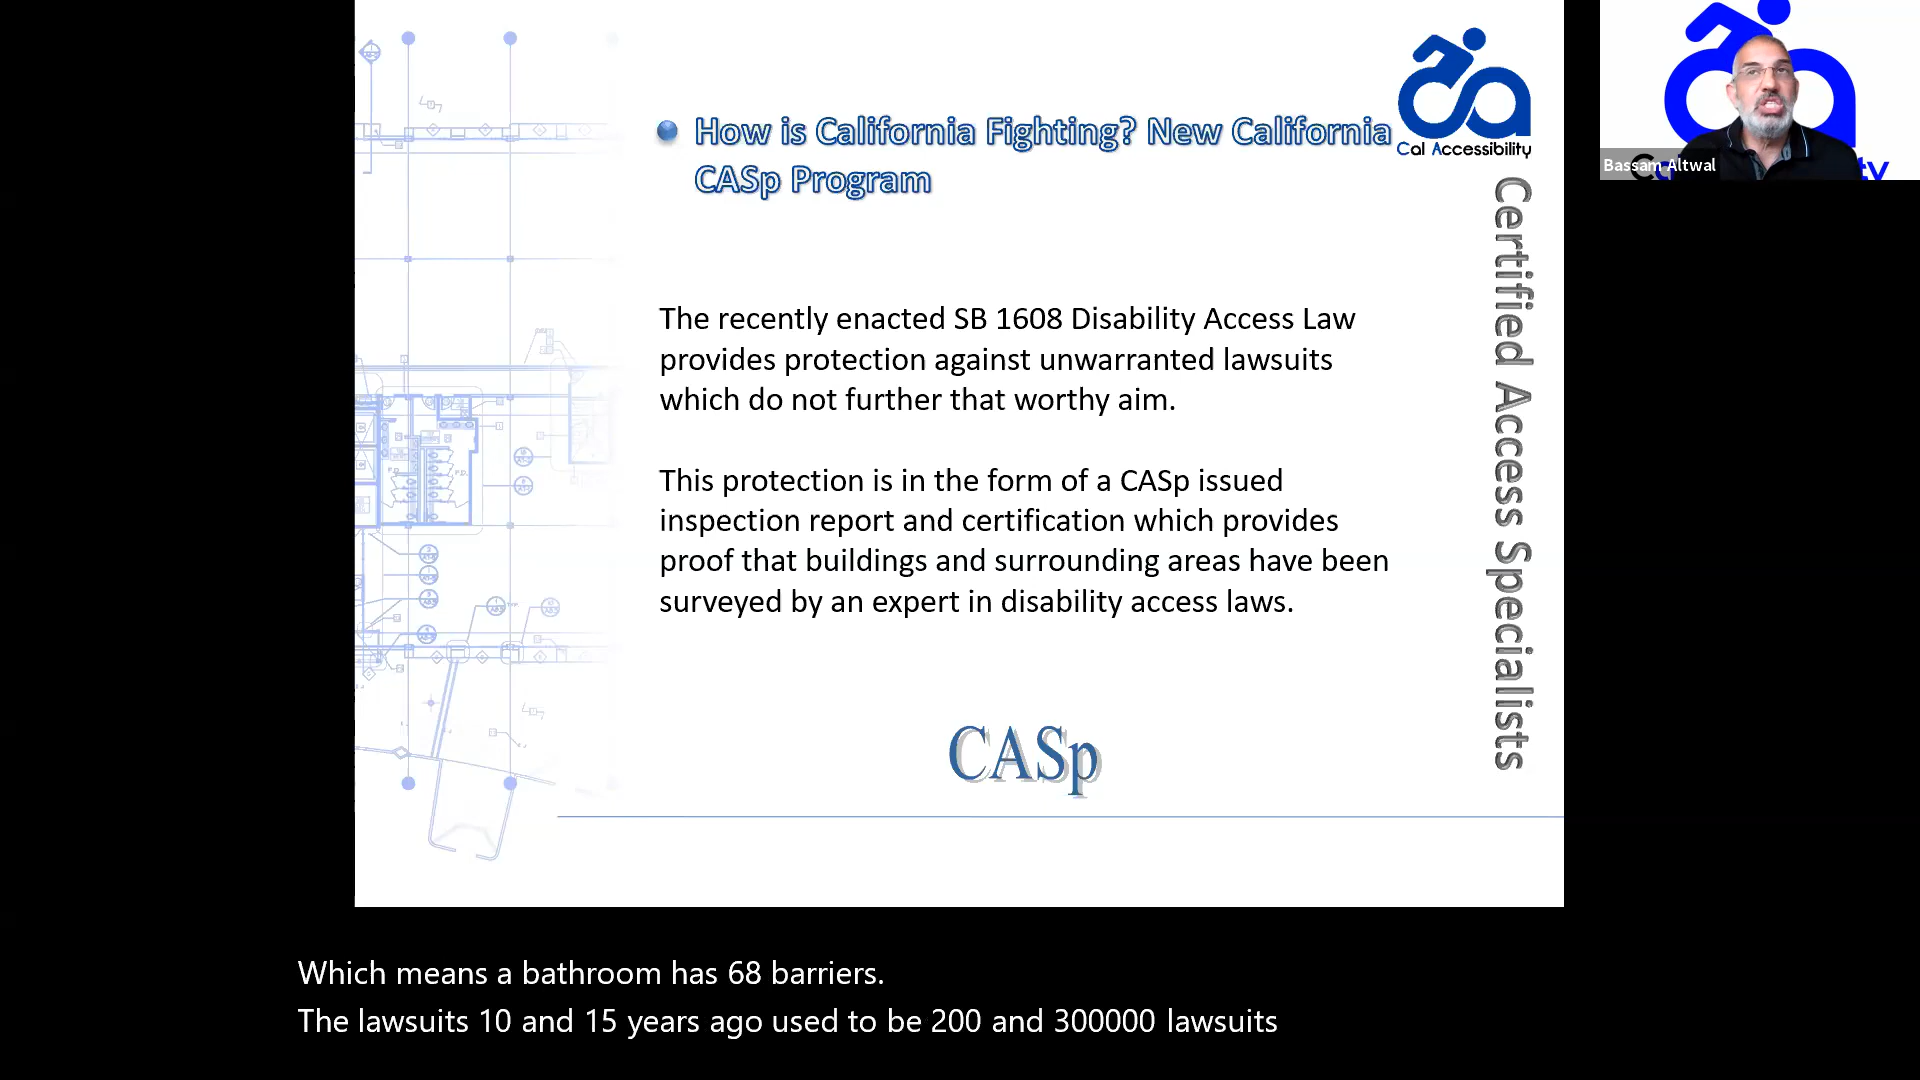 How is California Fighting? New California
CASp Program
Cal Accessibility
Certified Access Specialists
The recently enacted SB 1608 Disability Access Law
provides protection against unwarranted lawsuits
which do not further that worthy aim.
This protection is in the form of a CASp issued
inspection report and certification which provides
proof that buildings and surrounding areas have been
surveyed by an expert in disability access laws.
CASp
Bassam Altwal
Which means a bathroom has 68 barriers.
The lawsuits 10 and 15 years ago used to be 200 and 300000 lawsuits